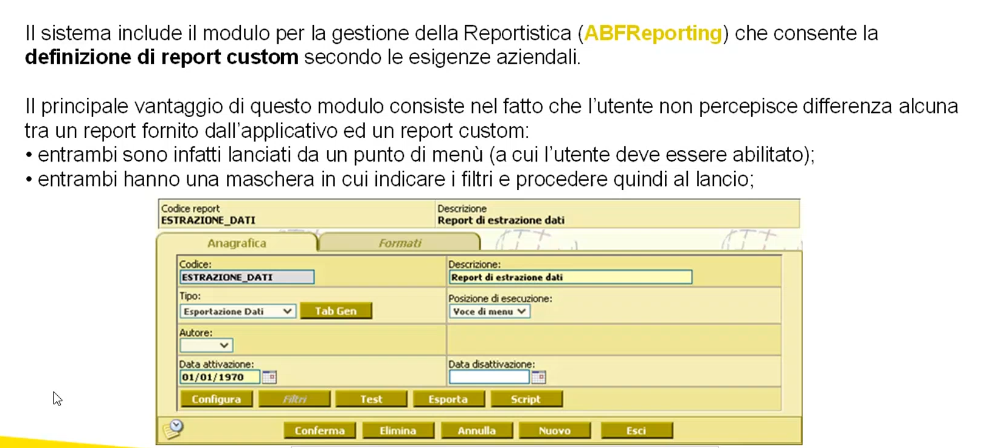 Il sistema include il modulo per la gestione della Reportistica (ABFReporting) che consente la
definizione di report custom secondo le esigenze aziendali.
Il principale vantaggio di questo modulo consiste nel fatto che l'utente non percepisce differenza alcuna
tra un report fornito dall'applicativo ed un report custom:
• entrambi sono infatti lanciati da un punto di menù (a cui l'utente deve essere abilitato);
• entrambi hanno una maschera in cui indicare i filtri e procedere quindi al lancio;
Codice report Descrizione
ESTRAZIONE_DATI Report di estrazione dati
Anagrafica Formati
Codice: Descrizione:
ESTRAZIONE_DATI Report di estrazione dati
Tipo: Posizione di esecuzione:
Esportazione Dati Tab Gen Voce di menu
Autore:
Data attivazione: Data disattivazione:
01/01/1970
Configura Filtri Test Esporta Script
Conferma Elimina Annulla Nuovo Esci